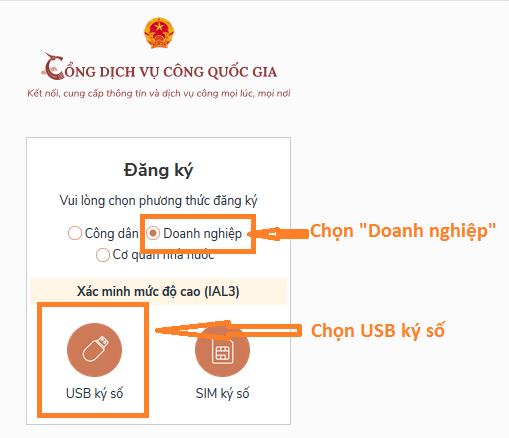 CỔNG DỊCH VỤ CÔNG QUỐC GIA
Kết nối, cung cấp thông tin và dịch vụ công mọi lúc, mọi nơi
Đăng ký
Vui lòng chọn phương thức đăng ký
Công dân Doanh nghiệp
Chọn "Doanh nghiệp"
Cơ quan nhà nước
Xác minh mức độ cao (IAL3)
Chọn USB ký số
USB ký số SIM ký số